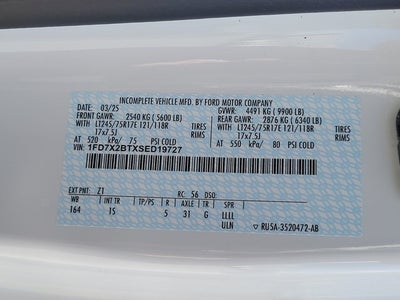 INCOMPLETE VEHICLE MFD. BY FORD MOTOR COMPANY
03/25 GVWR: 4491 KG (9900 LB)
FRONT GAWR: 2540 KG (5600 LB) REAR GAWR: 2876 KG (6340 LB)
WITH LT245/75R17E 121/118R TIRES WITH LT245/75R17E 121/118R TIRES
17x7.5J RIMS 17x7.5J RIMS
AT 520 kPa/ 75 PSI COLD AT 550 kPa/ 80 PSI COLD
VIN: 1FD7X2BTXSED19727
EXT PNT: Z1 RC: 56 DSO:
WB INT TR TP/PS R AXLE TR SPR
164 15 5 31 G LLLL
ULN RU5A-3520472-AB